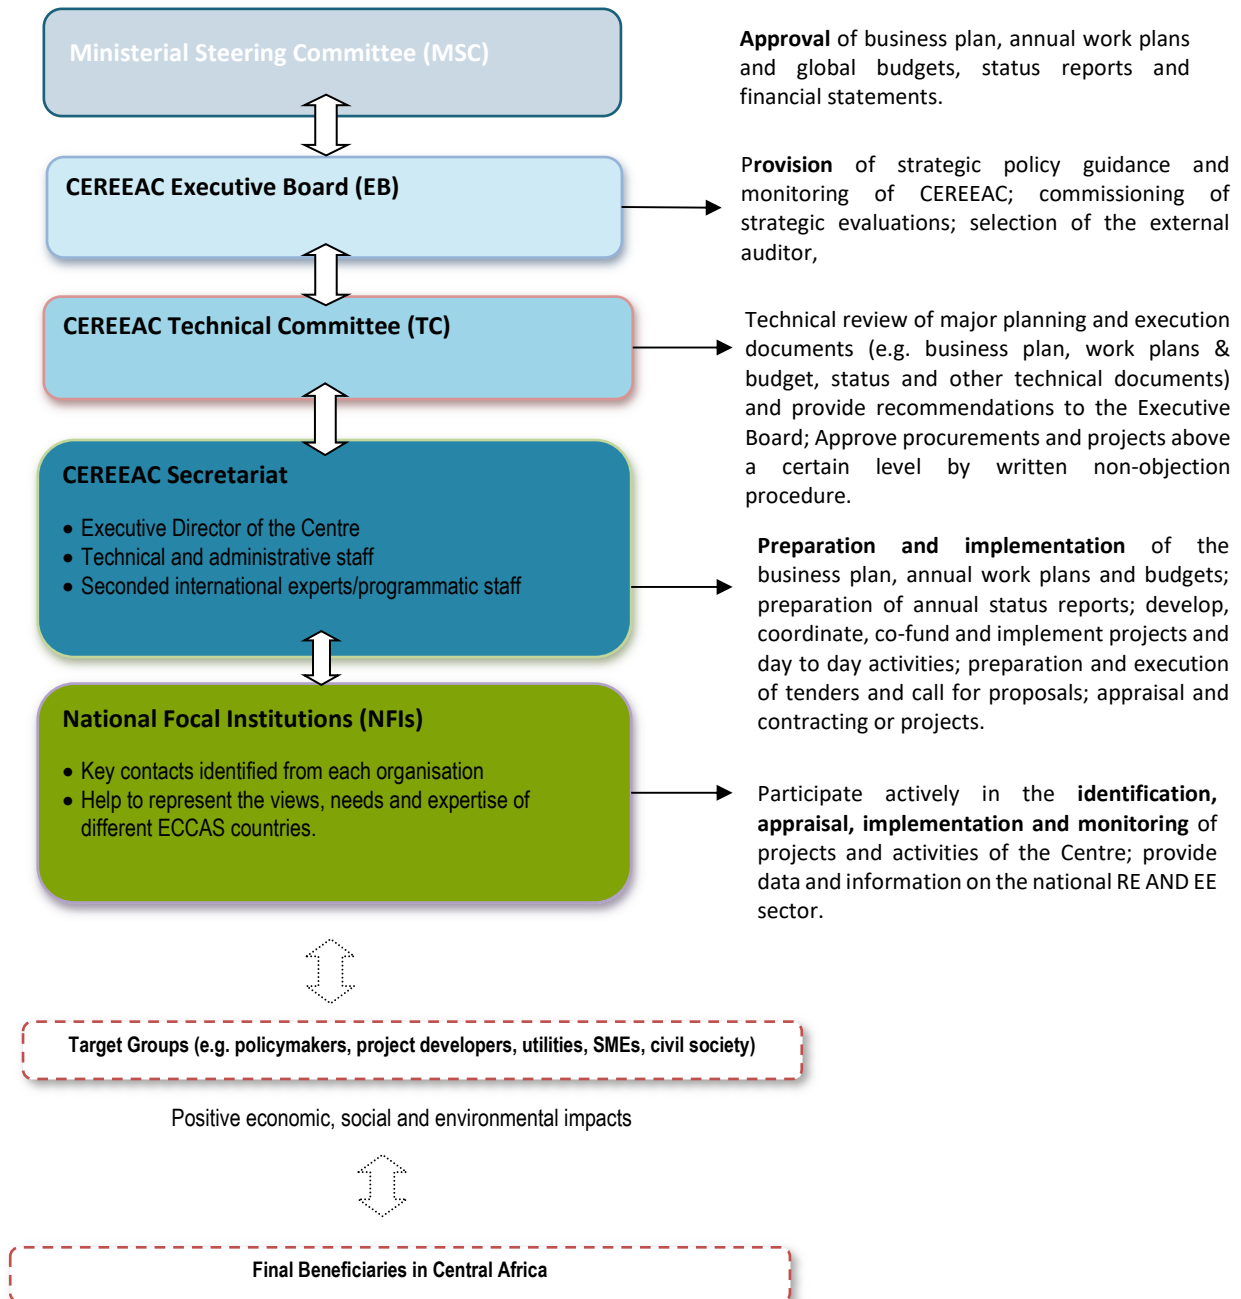 Ministerial Steering Committee (MSC)
Approval of business plan, annual work plans
and global budgets, status reports and
financial statements.
CEREEAC Executive Board (EB)
Provision of strategic policy guidance and
monitoring of CEREEAC; commissioning of
strategic evaluations; selection of the external
auditor,
CEREEAC Technical Committee (TC)
Technical review of major planning and execution
documents (e.g. business plan, work plans &
budget, status and other technical documents)
and provide recommendations to the Executive
Board; Approve procurements and projects above
a certain level by written non-objection
procedure.
CEREEAC Secretariat
• Executive Director of the Centre
• Technical and administrative staff
• Seconded international experts/programmatic staff
Preparation and implementation of the
business plan, annual work plans and budgets;
preparation of annual status reports; develop,
coordinate, co-fund and implement projects and
day to day activities; preparation and execution
of tenders and call for proposals; appraisal and
contracting or projects.
National Focal Institutions (NFIs)
• Key contacts identified from each organisation
• Help to represent the views, needs and expertise of
different ECCAS countries.
Participate actively in the identification,
appraisal, implementation and monitoring of
projects and activities of the Centre; provide
data and information on the national RE AND EE
sector.
Target Groups (e.g. policymakers, project developers, utilities, SMEs, civil society)
Positive economic, social and environmental impacts
Final Beneficiaries in Central Africa